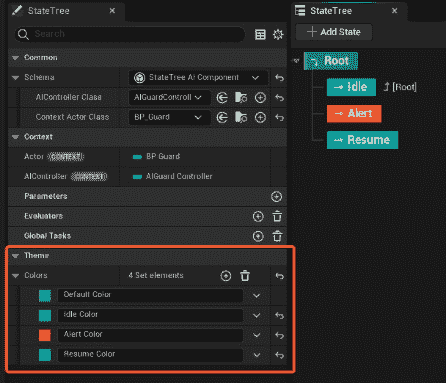 StateTree
Search
Common
Schema
StateTree AI Component
AIController Class
AIGuardControll
Context Actor Class
BP_Guard
Context
Actor CONTEXT
BP Guard
AIController CONTEXT
AIGuard Controller
Parameters
Evaluators
Global Tasks
Theme
Colors
4 Set elements
Default Color
Idle Color
Alert Color
Resume Color
StateTree
+ Add State
Root
Idle
[Root]
Alert
Resume